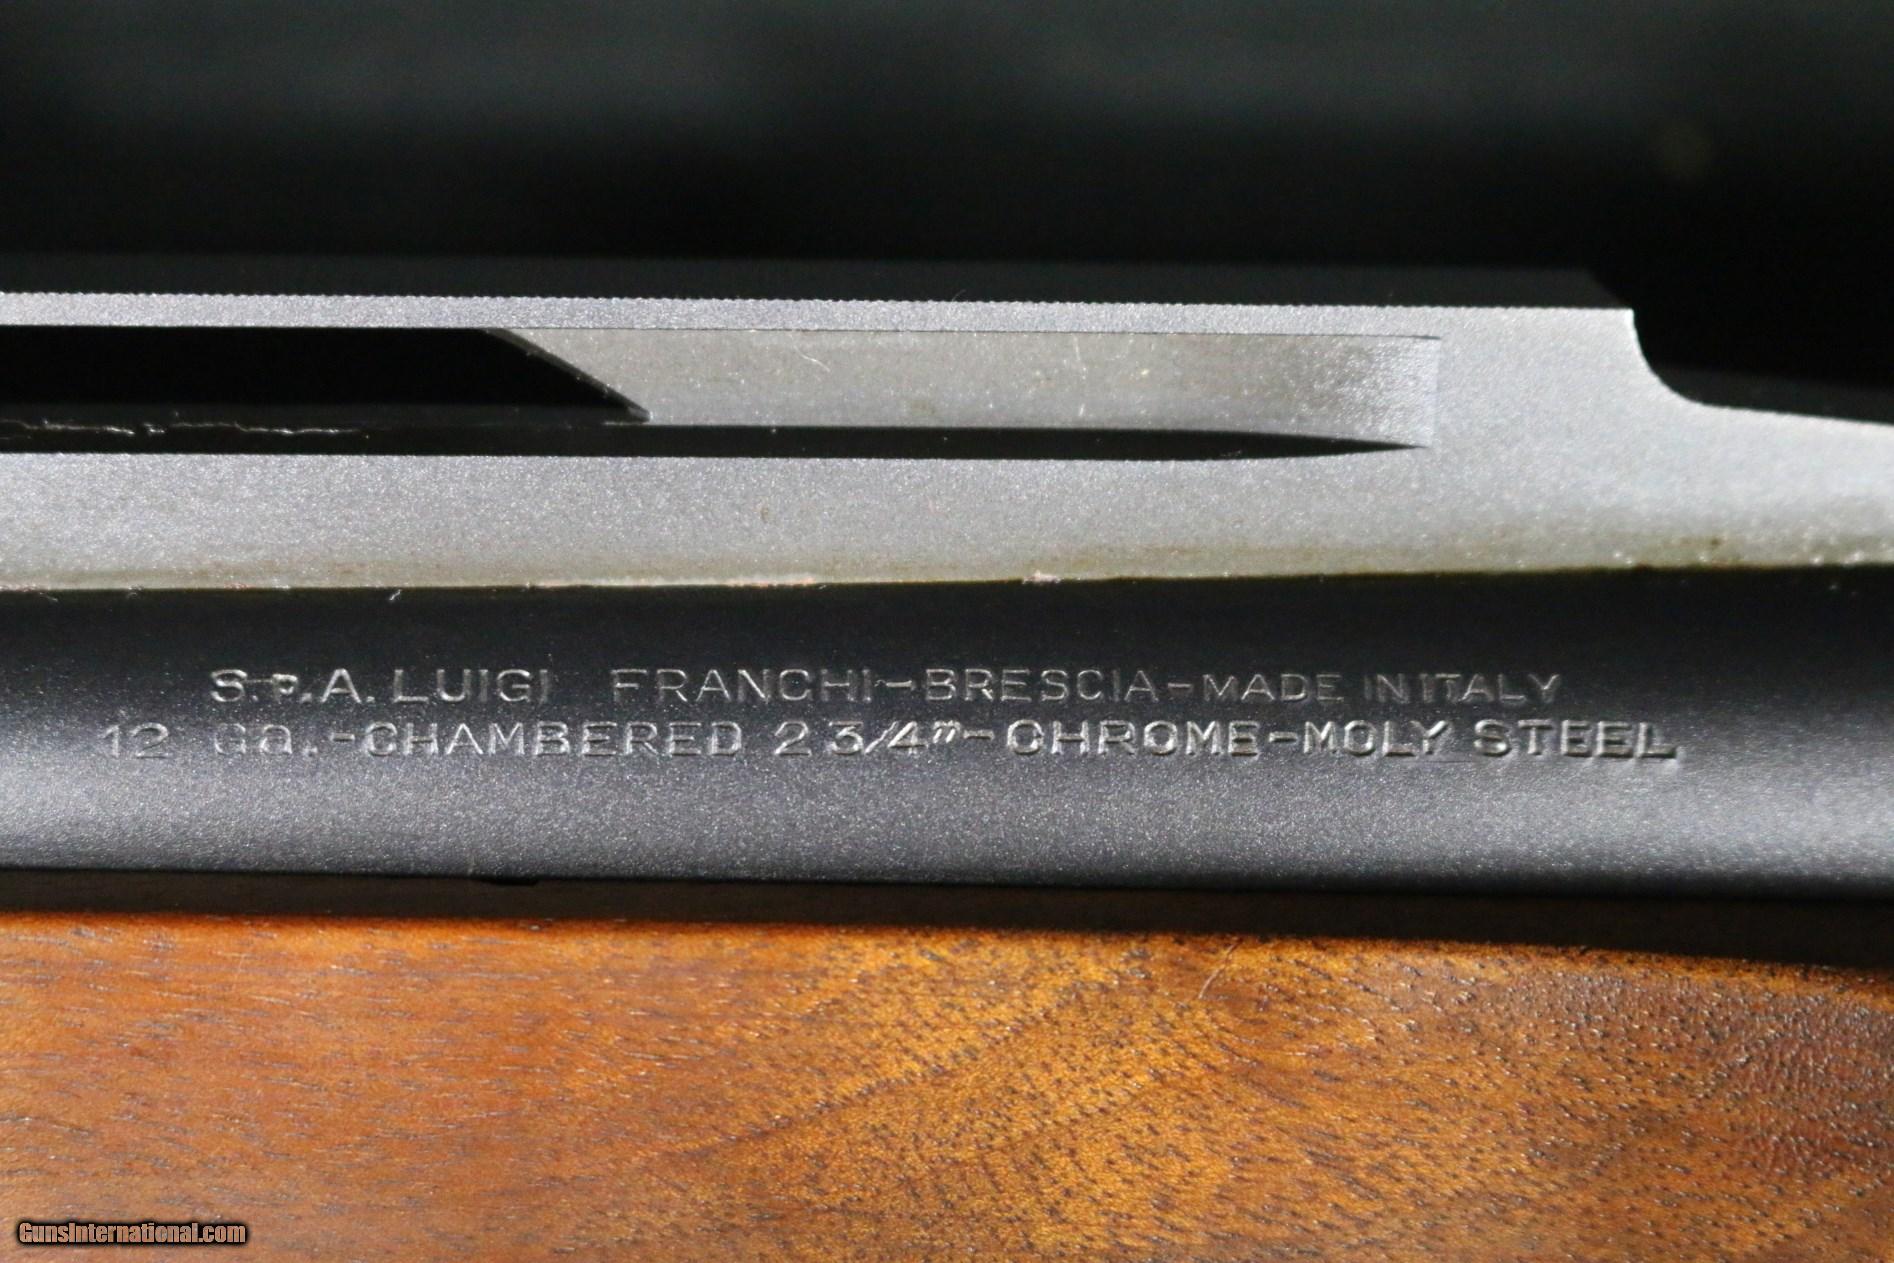 S.p.A. LUIGI FRANCHI-BRESCIA-MADE IN ITALY
12 Ga.-CHAMBERED 2 3/4"-CHROME-MOLY STEEL
GunsInternational.com